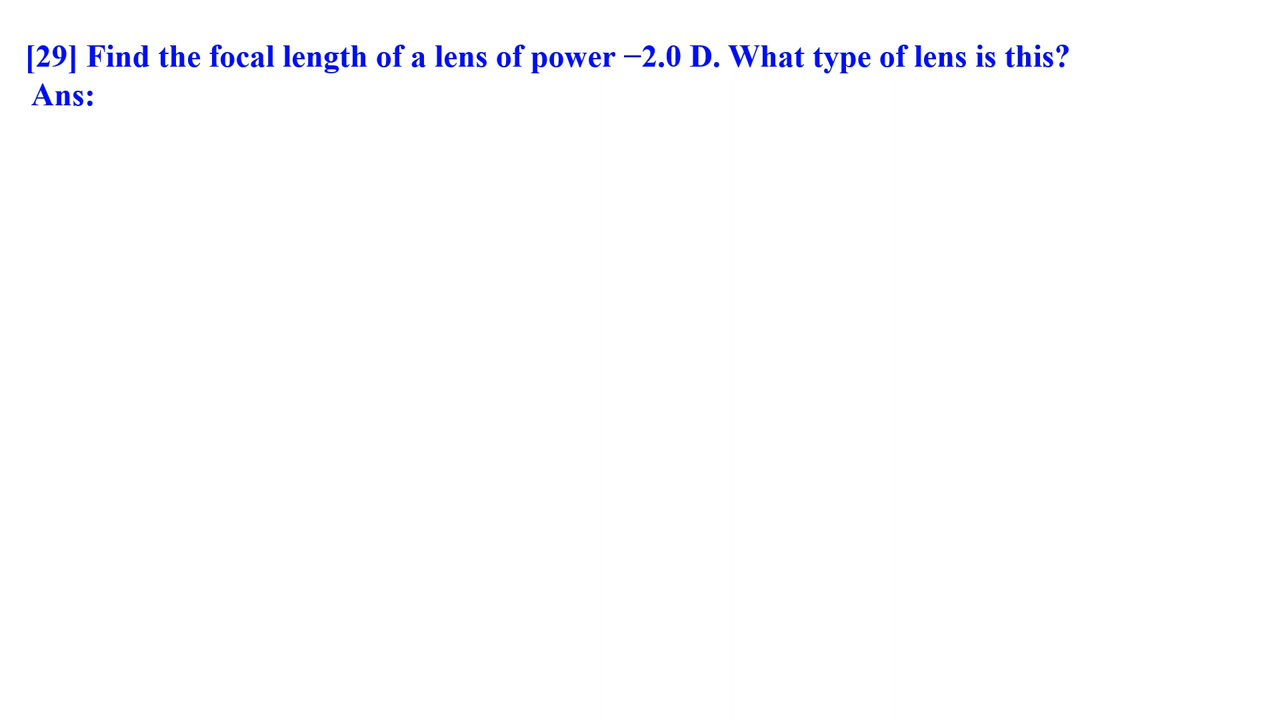 [29] Find the focal length of a lens of power −2.0 D. What type of lens is this?
Ans: